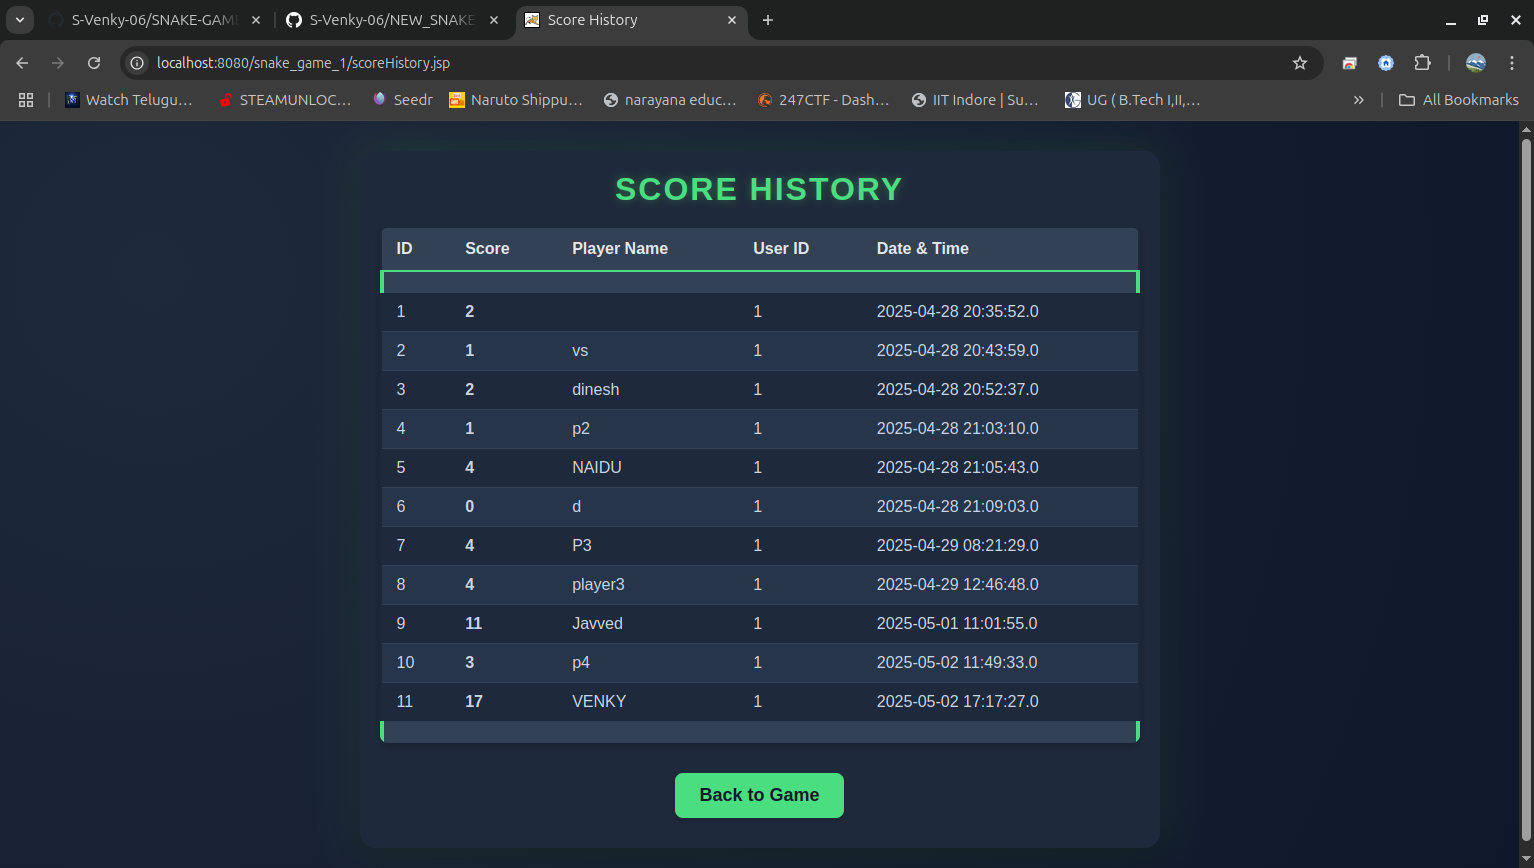 S-Venky-06/SNAKE-GAM
S-Venky-06/NEW_SNAKE
Score History
localhost:8080/snake_game_1/scoreHistory.jsp
Watch Telugu…
STEAMUNLOC…
Seedr
Naruto Shippu…
narayana educ…
247CTF - Dash…
IIT Indore | Su…
UG ( B.Tech I,II,…
All Bookmarks
SCORE HISTORY
ID Score Player Name User ID Date & Time
1 2 1 2025-04-28 20:35:52.0
2 1 vs 1 2025-04-28 20:43:59.0
3 2 dinesh 1 2025-04-28 20:52:37.0
4 1 p2 1 2025-04-28 21:03:10.0
5 4 NAIDU 1 2025-04-28 21:05:43.0
6 0 d 1 2025-04-28 21:09:03.0
7 4 P3 1 2025-04-29 08:21:29.0
8 4 player3 1 2025-04-29 12:46:48.0
9 11 Javved 1 2025-05-01 11:01:55.0
10 3 p4 1 2025-05-02 11:49:33.0
11 17 VENKY 1 2025-05-02 17:17:27.0
Back to Game